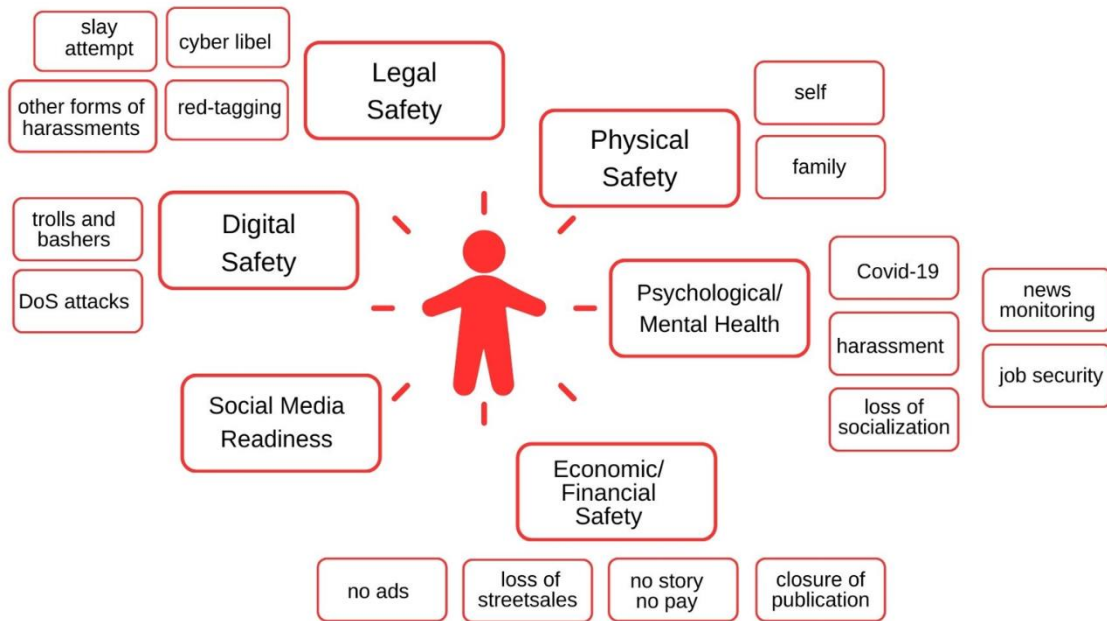 slay
attempt
cyber libel
other forms of
harassments
red-tagging
Legal
Safety
Physical
Safety
self
family
Digital
Safety
trolls and
bashers
DoS attacks
Psychological/
Mental Health
Covid-19
harassment
loss of
socialization
news
monitoring
job security
Social Media
Readiness
Economic/
Financial
Safety
no ads
loss of
streetsales
no story
no pay
closure of
publication